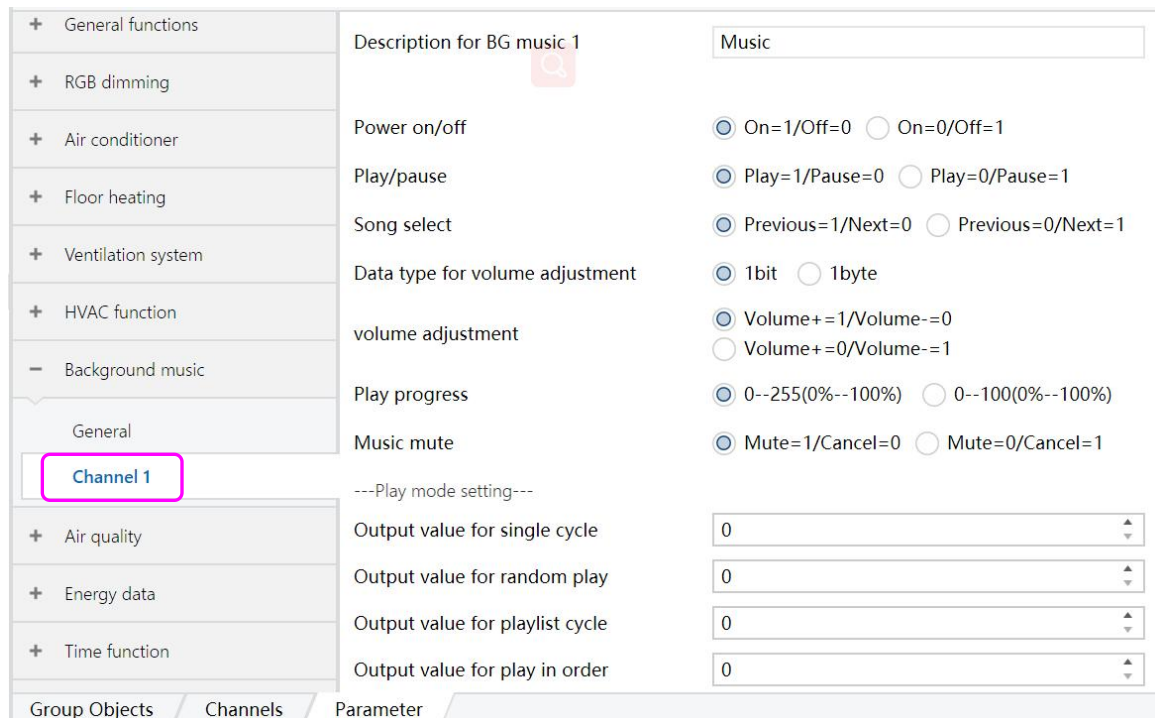 General functions
RGB dimming
Air conditioner
Floor heating
Ventilation system
HVAC function
Background music
General
Channel 1
Air quality
Energy data
Time function
Description for BG music 1 Music
Power on/off On=1/Off=0 On=0/Off=1
Play/pause Play=1/Pause=0 Play=0/Pause=1
Song select Previous=1/Next=0 Previous=0/Next=1
Data type for volume adjustment 1bit 1byte
volume adjustment Volume+=1/Volume-=0
Volume+=0/Volume-=1
Play progress 0--255(0%--100%) 0--100(0%--100%)
Music mute Mute=1/Cancel=0 Mute=0/Cancel=1
---Play mode setting---
Output value for single cycle 0
Output value for random play 0
Output value for playlist cycle 0
Output value for play in order 0
Group Objects Channels Parameter